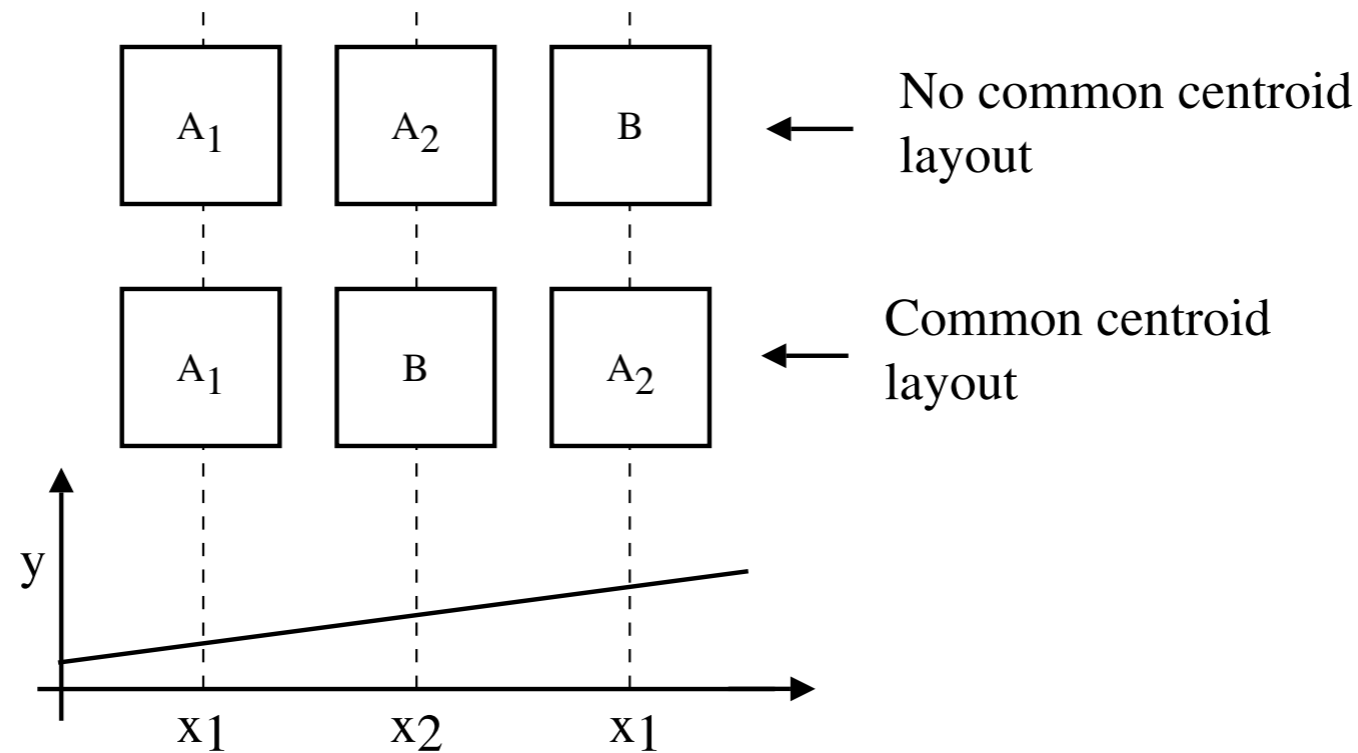 A1 A2 B
No common centroid
layout
A1 B A2
Common centroid
layout
y
x1 x2 x1